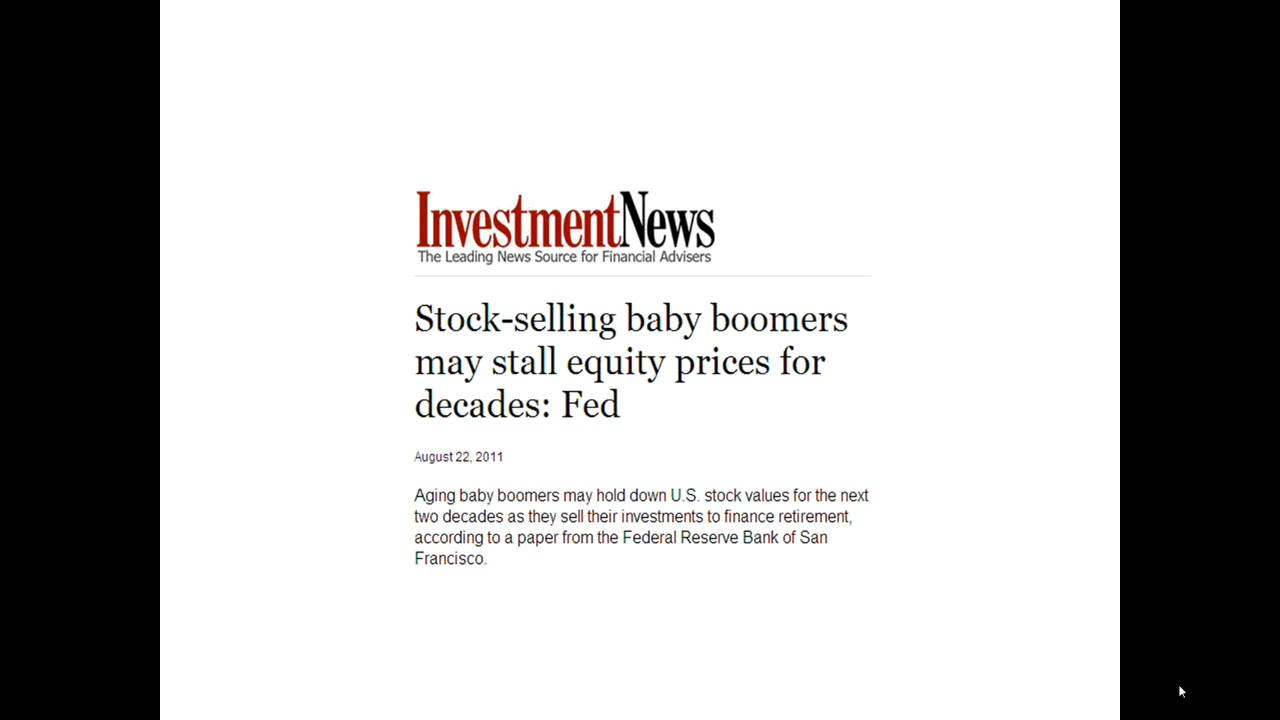 InvestmentNews
The Leading News Source for Financial Advisers
Stock-selling baby boomers
may stall equity prices for
decades: Fed
August 22, 2011
Aging baby boomers may hold down U.S. stock values for the next
two decades as they sell their investments to finance retirement,
according to a paper from the Federal Reserve Bank of San
Francisco.